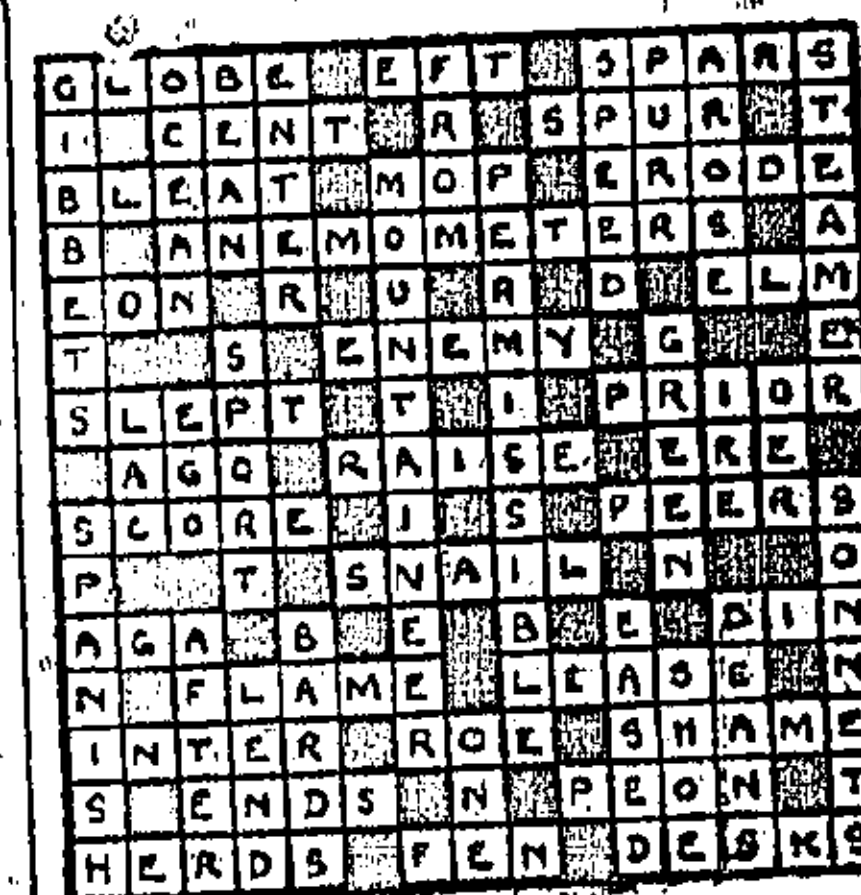 GLOBE EFT SPARS
I CENT R SPUR T
BLEAT MOP ERODE
B ANEMOMETERS A
EON R U R D ELM
T S ENEMY G E
SLEPT T I PRIOR
AGO RAISE ERE
SCORE I S PEERS
P T SNAIL N O
AGA B E B E DIN
N FLAME LEASE N
INTER ROE SHAME
S ENDS N PEON T
HERDS FEN DESKS